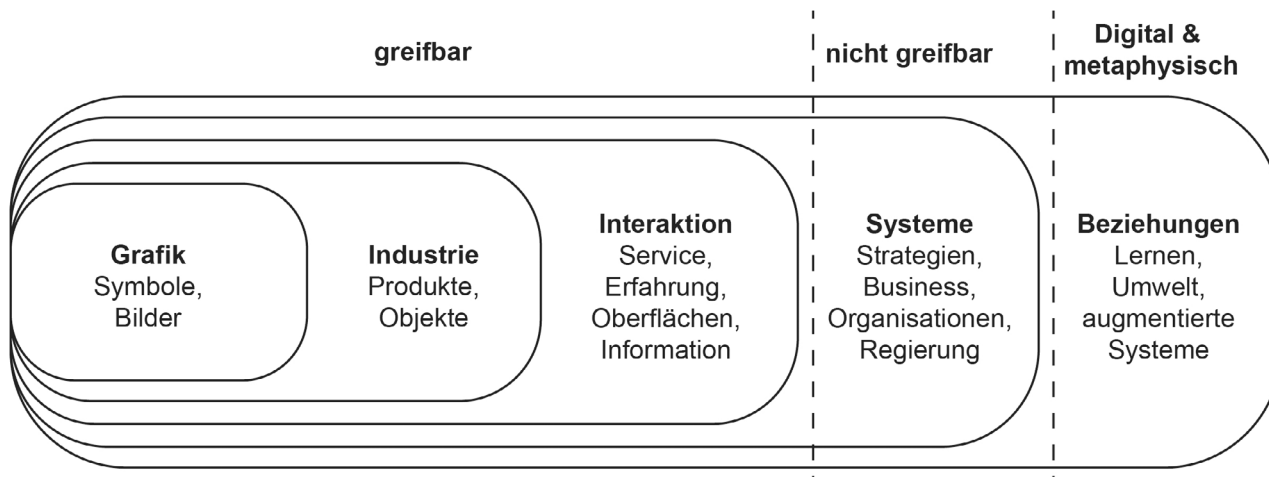 greifbar
nicht greifbar
Digital &
metaphysisch
Grafik
Symbole,
Bilder
Industrie
Produkte,
Objekte
Interaktion
Service,
Erfahrung,
Oberflächen,
Information
Systeme
Strategien,
Business,
Organisationen,
Regierung
Beziehungen
Lernen,
Umwelt,
augmentierte
Systeme